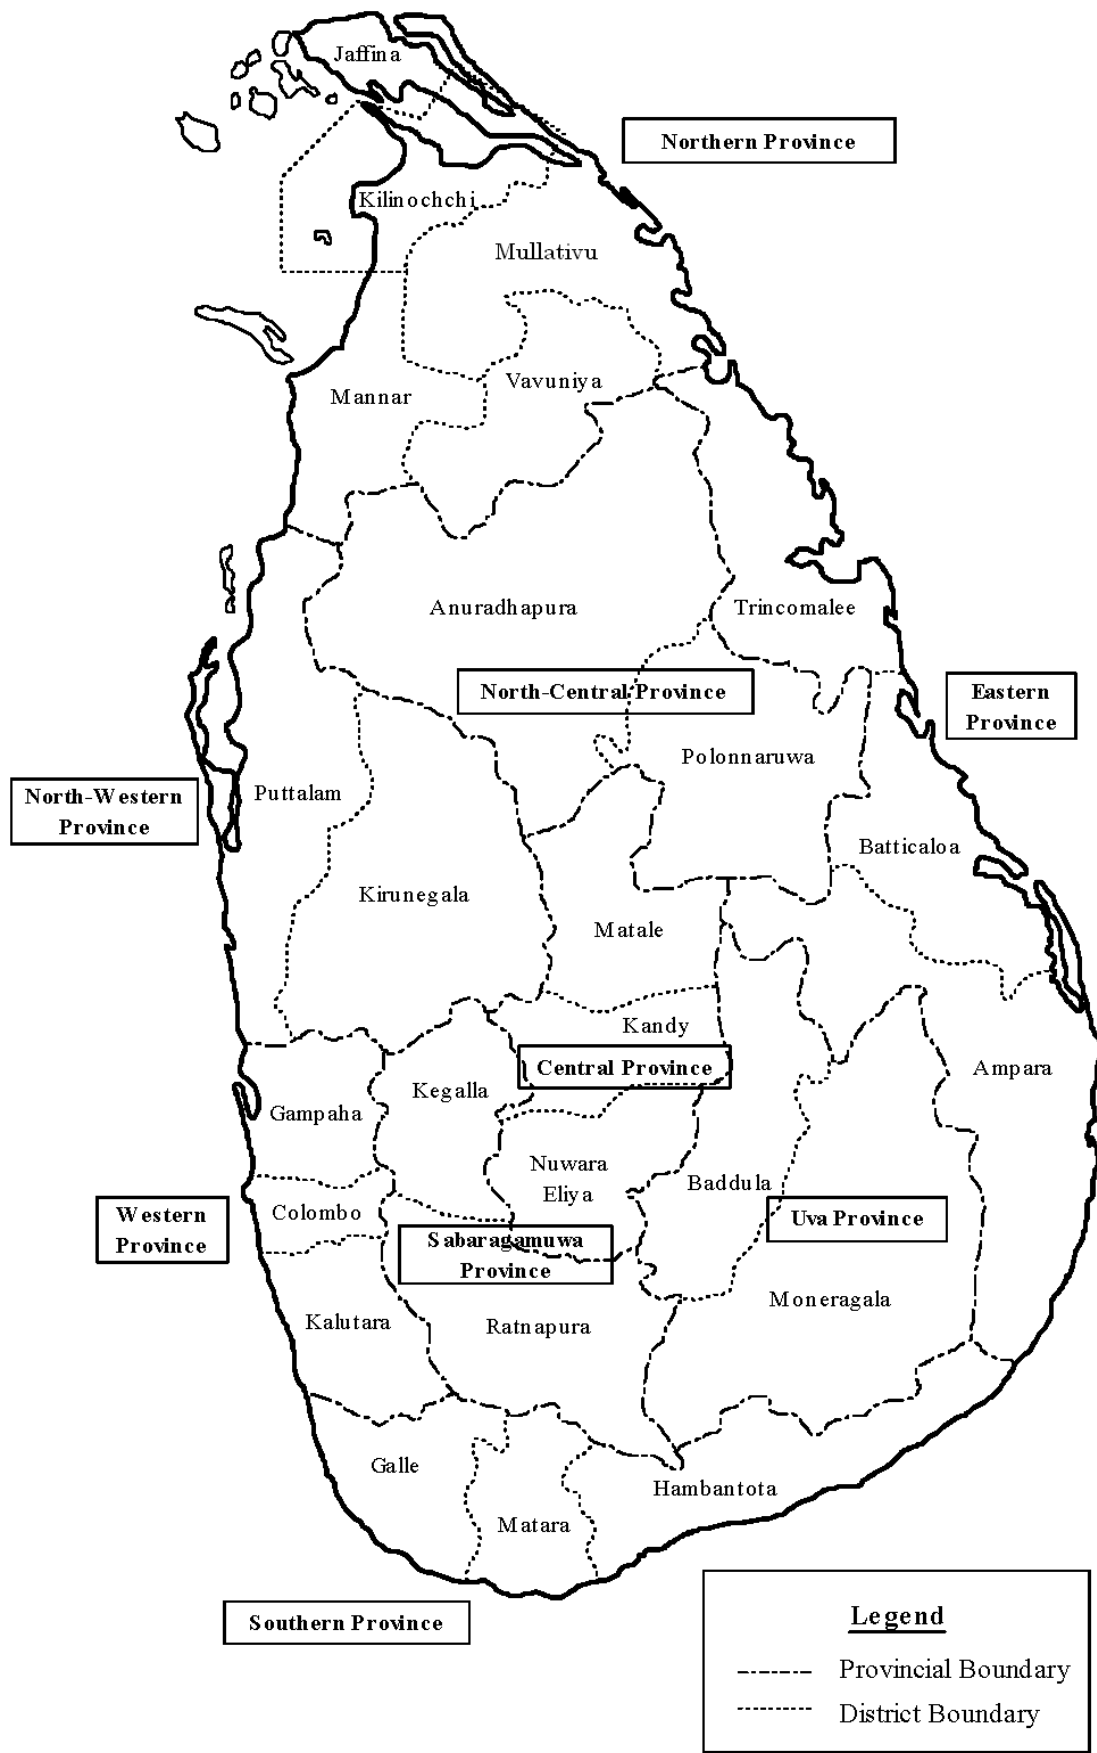 Jaffina
Northern Province
Kilinochchi
Mullativu
Mannar
Vavuniya
Anuradhapura
Trincomalee
North-Central Province
Eastern
Province
Polonnaruwa
Puttalam
North-Western
Province
Batticaloa
Kirunegala
Matale
Kandy
Central Province
Ampara
Kegalla
Gampaha
Nuwara
Eliya
Baddula
Colombo
Western
Province
Uva Province
Sabaragamuwa
Province
Moneragala
Kalutara
Ratnapura
Galle
Hambantota
Matara
Southern Province
Legend
Provincial Boundary
District Boundary